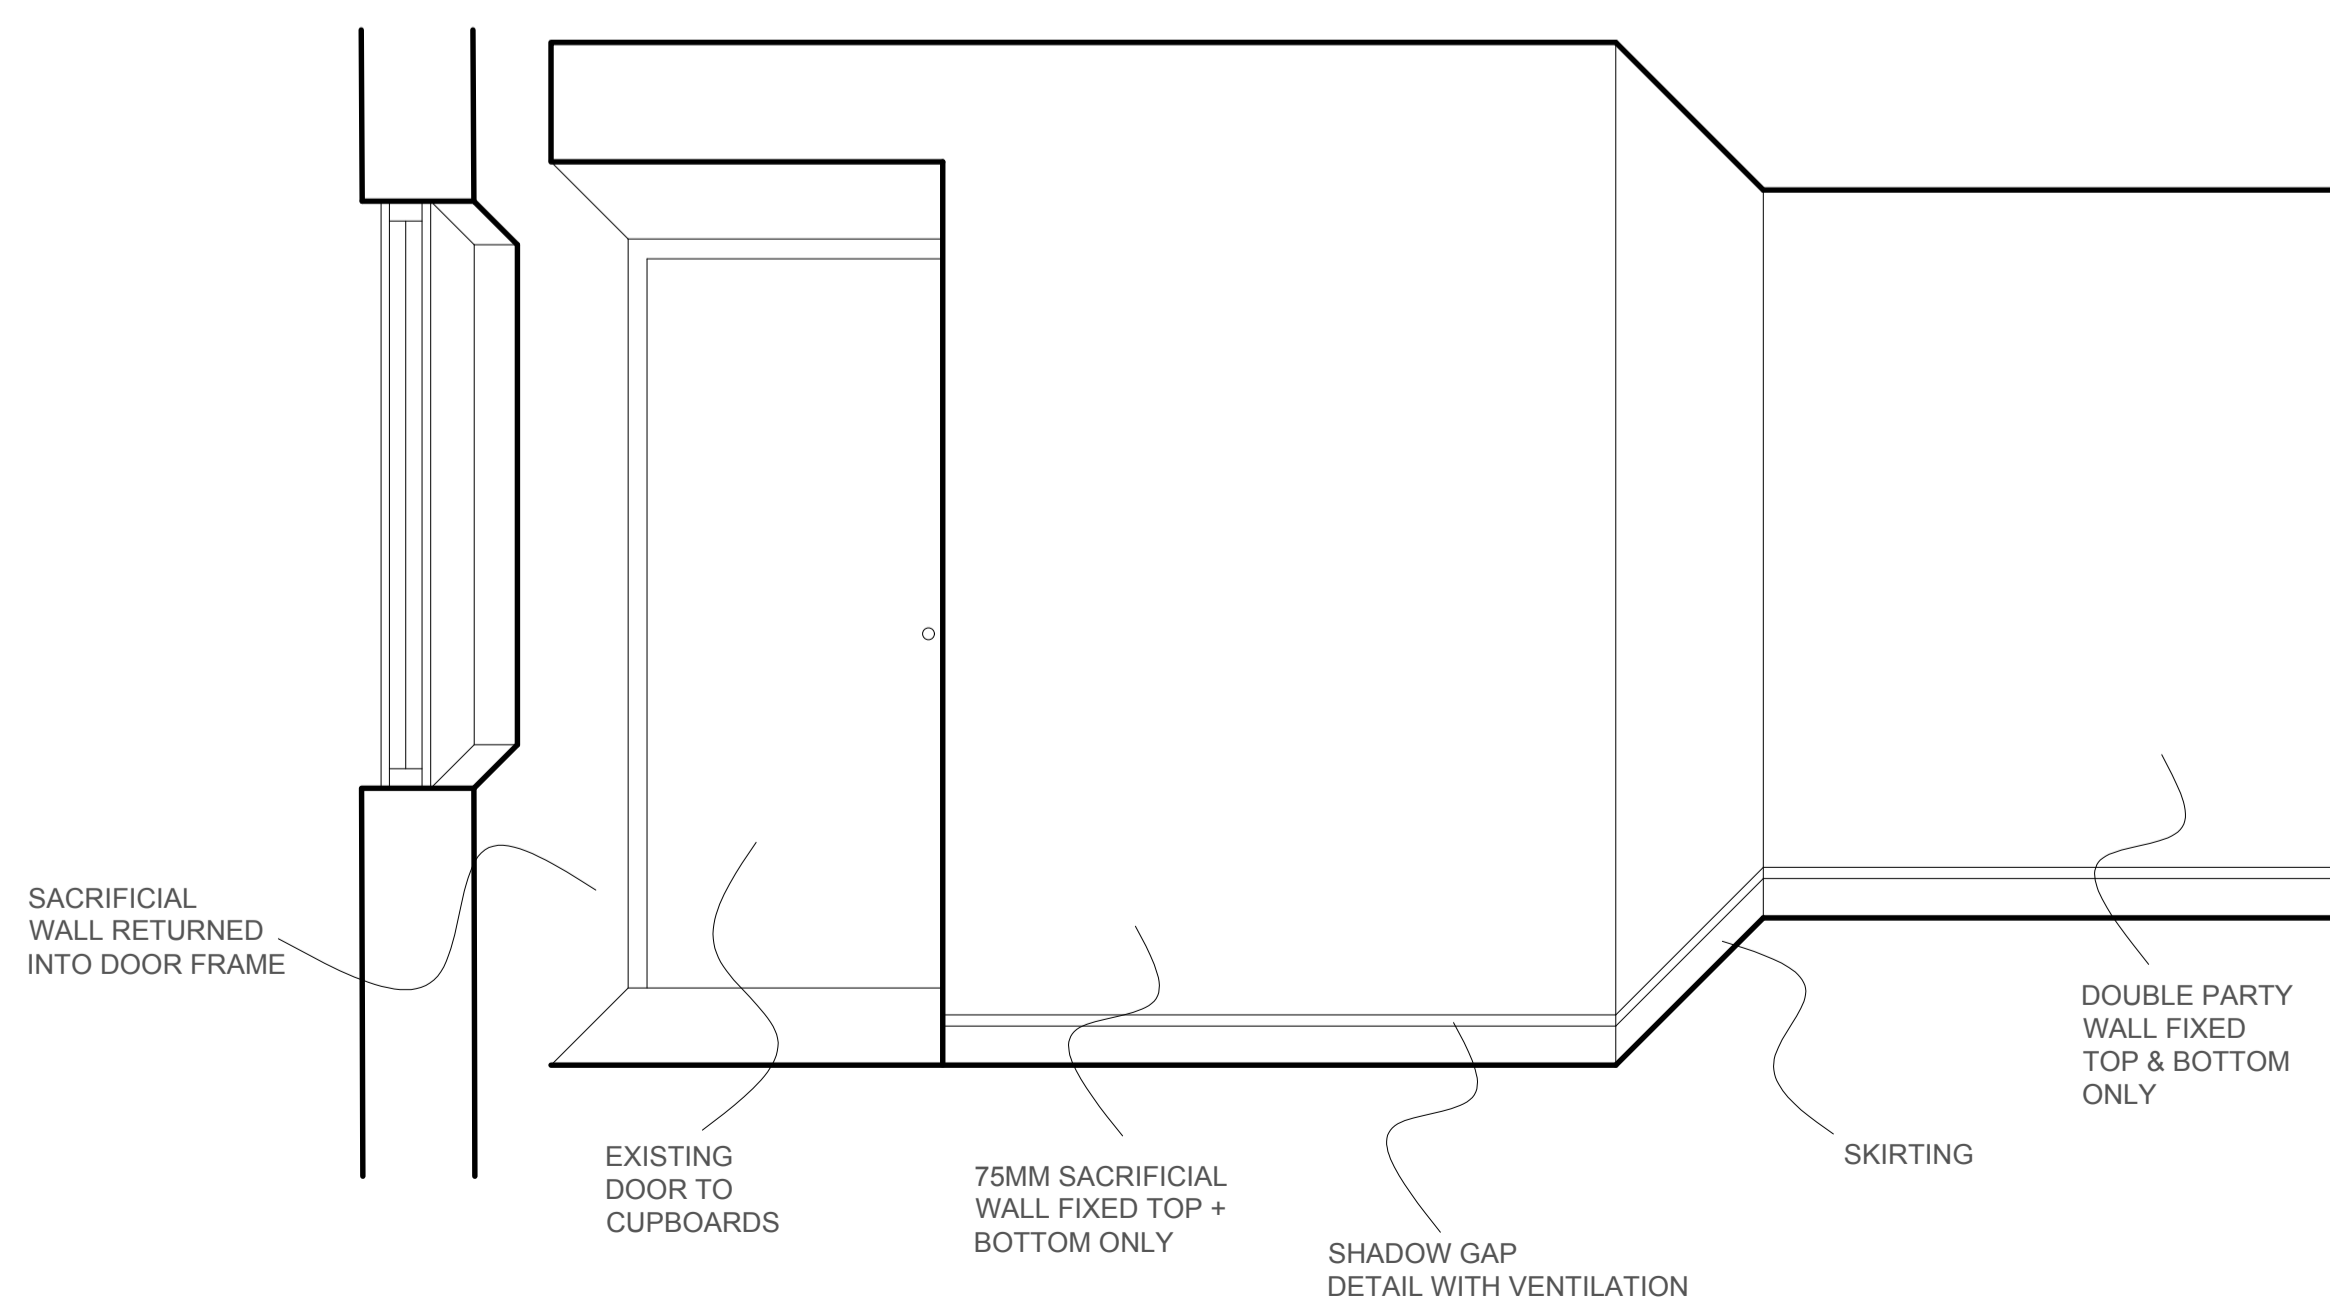 SACRIFICIAL
WALL RETURNED
INTO DOOR FRAME
EXISTING
DOOR TO
CUPBOARDS
75MM SACRIFICIAL
WALL FIXED TOP +
BOTTOM ONLY
SHADOW GAP
DETAIL WITH VENTILATION
SKIRTING
DOUBLE PARTY
WALL FIXED
TOP & BOTTOM
ONLY